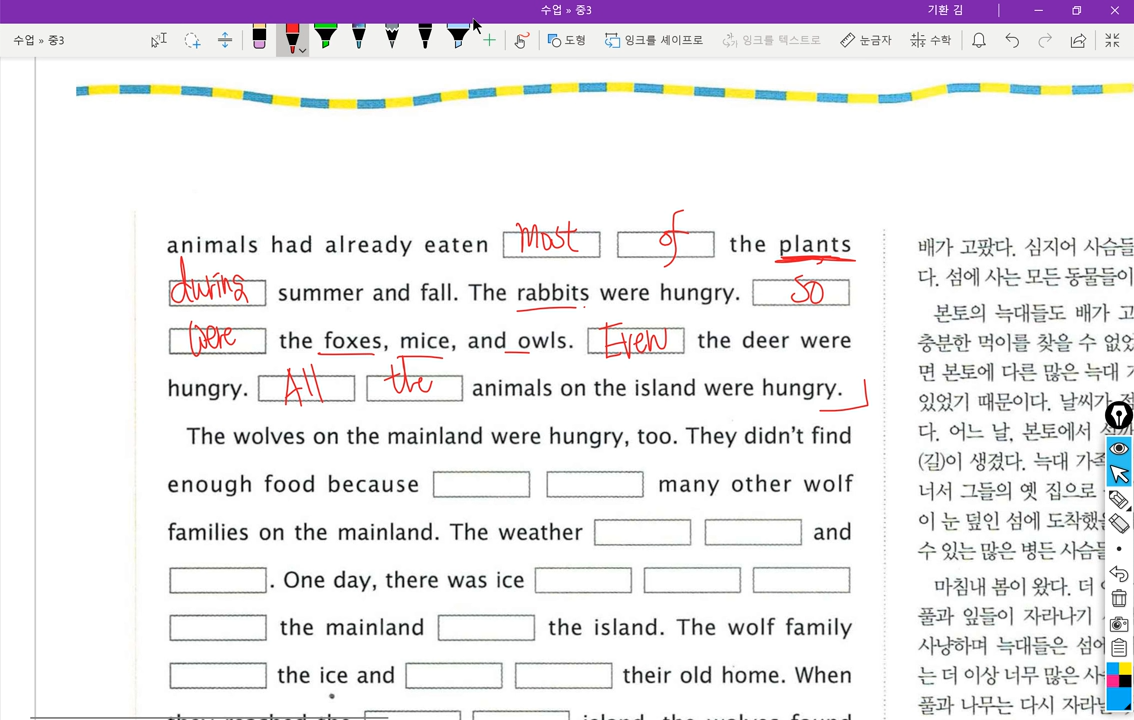 수업 » 중3
기환 김
수업 » 중3
도형
잉크를 셰이프로
잉크를 텍스트로
눈금자
수학
animals had already eaten most of the plants
during summer and fall. The rabbits were hungry. So
were the foxes, mice, and owls. Even the deer were
hungry. All the animals on the island were hungry.
The wolves on the mainland were hungry, too. They didn't find
enough food because many other wolf
families on the mainland. The weather and
. One day, there was ice
the mainland the island. The wolf family
the ice and their old home. When
island, the wolves found
배가 고팠다. 심지어 사슴들
다. 섬에 사는 모든 동물들이
본토의 늑대들도 배가 고
충분한 먹이를 찾을 수 없었
면 본토에 다른 많은 늑대
있었기 때문이다. 날씨가
다. 어느 날, 본토에서
(길)이 생겼다. 늑대 가족
너서 그들의 옛 집으로
이 눈 덮인 섬에 도착했을
수 있는 많은 병든 사슴들
마침내 봄이 왔다. 더
풀과 잎들이 자라나기
사냥하며 늑대들은 섬에
는 더 이상 너무 많은 사
풀과 나무는 다시 자라날